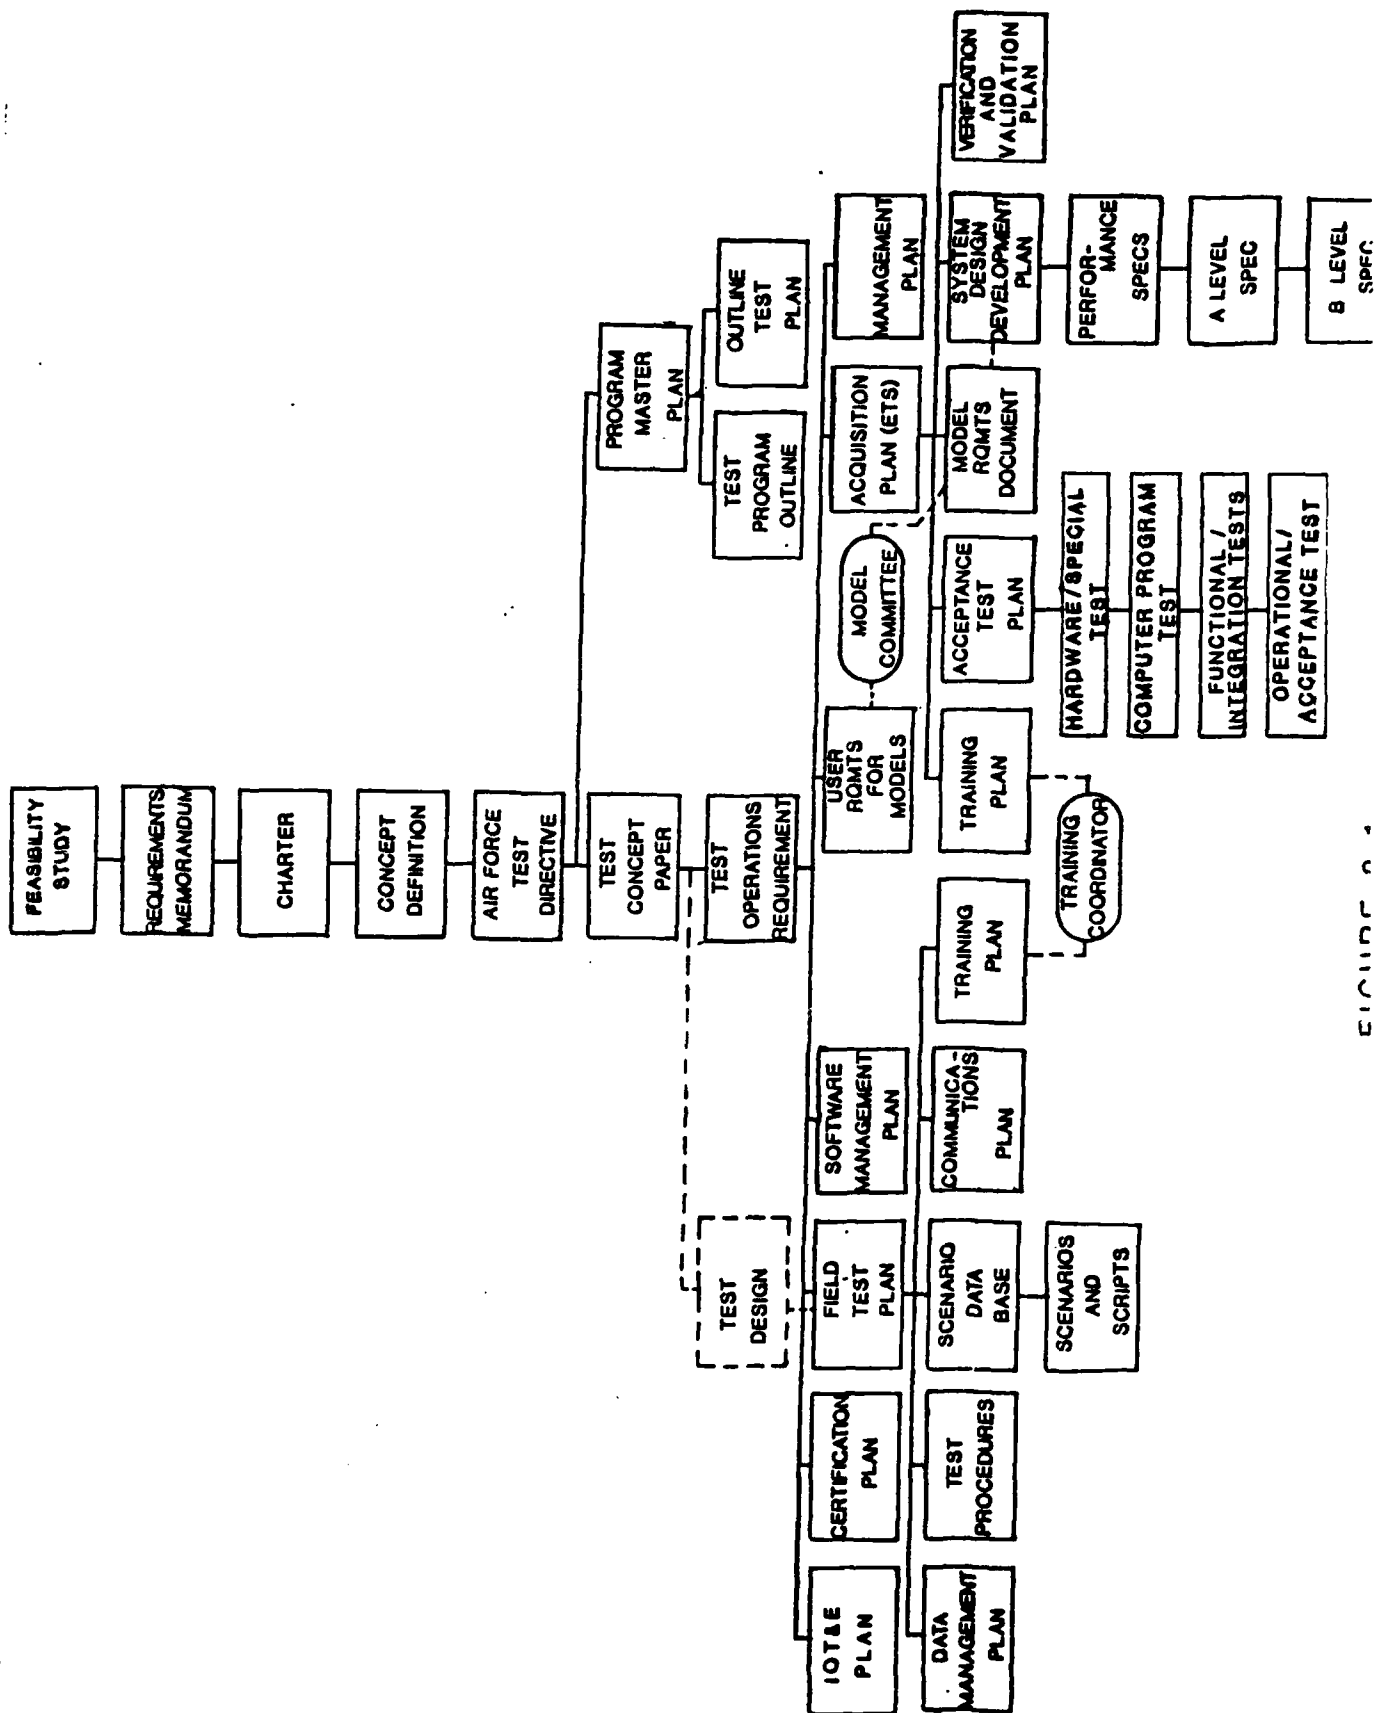 FEASIBILITY
STUDY
REQUIREMENTS
MEMORANDUM
CHARTER
CONCEPT
DEFINITION
AIR FORCE
TEST
DIRECTIVE
PROGRAM
MASTER
PLAN
TEST
CONCEPT
PAPER
TEST
PROGRAM
OUTLINE
OUTLINE
TEST
PLAN
TEST
DESIGN
TEST
OPERATIONS
REQUIREMENT
IOT&E
PLAN
CERTIFICATION
PLAN
FIELD
TEST
PLAN
SOFTWARE
MANAGEMENT
PLAN
USER
RQMTS
FOR
MODELS
MODEL
COMMITTEE
ACQUISITION
PLAN (ETS)
MANAGEMENT
PLAN
DATA
MANAGEMENT
PLAN
TEST
PROCEDURES
SCENARIO
DATA
BASE
COMMUNICA-
TIONS
PLAN
TRAINING
PLAN
TRAINING
PLAN
ACCEPTANCE
TEST
PLAN
MODEL
RQMTS
DOCUMENT
SYSTEM
DESIGN
DEVELOPMENT
PLAN
VERIFICATION
AND
VALIDATION
PLAN
SCENARIOS
AND
SCRIPTS
TRAINING
COORDINATOR
HARDWARE/SPECIAL
TEST
COMPUTER PROGRAM
TEST
FUNCTIONAL/
INTEGRATION TESTS
OPERATIONAL/
ACCEPTANCE TEST
PERFOR-
MANCE
SPECS
A LEVEL
SPEC
B LEVEL
SPEC